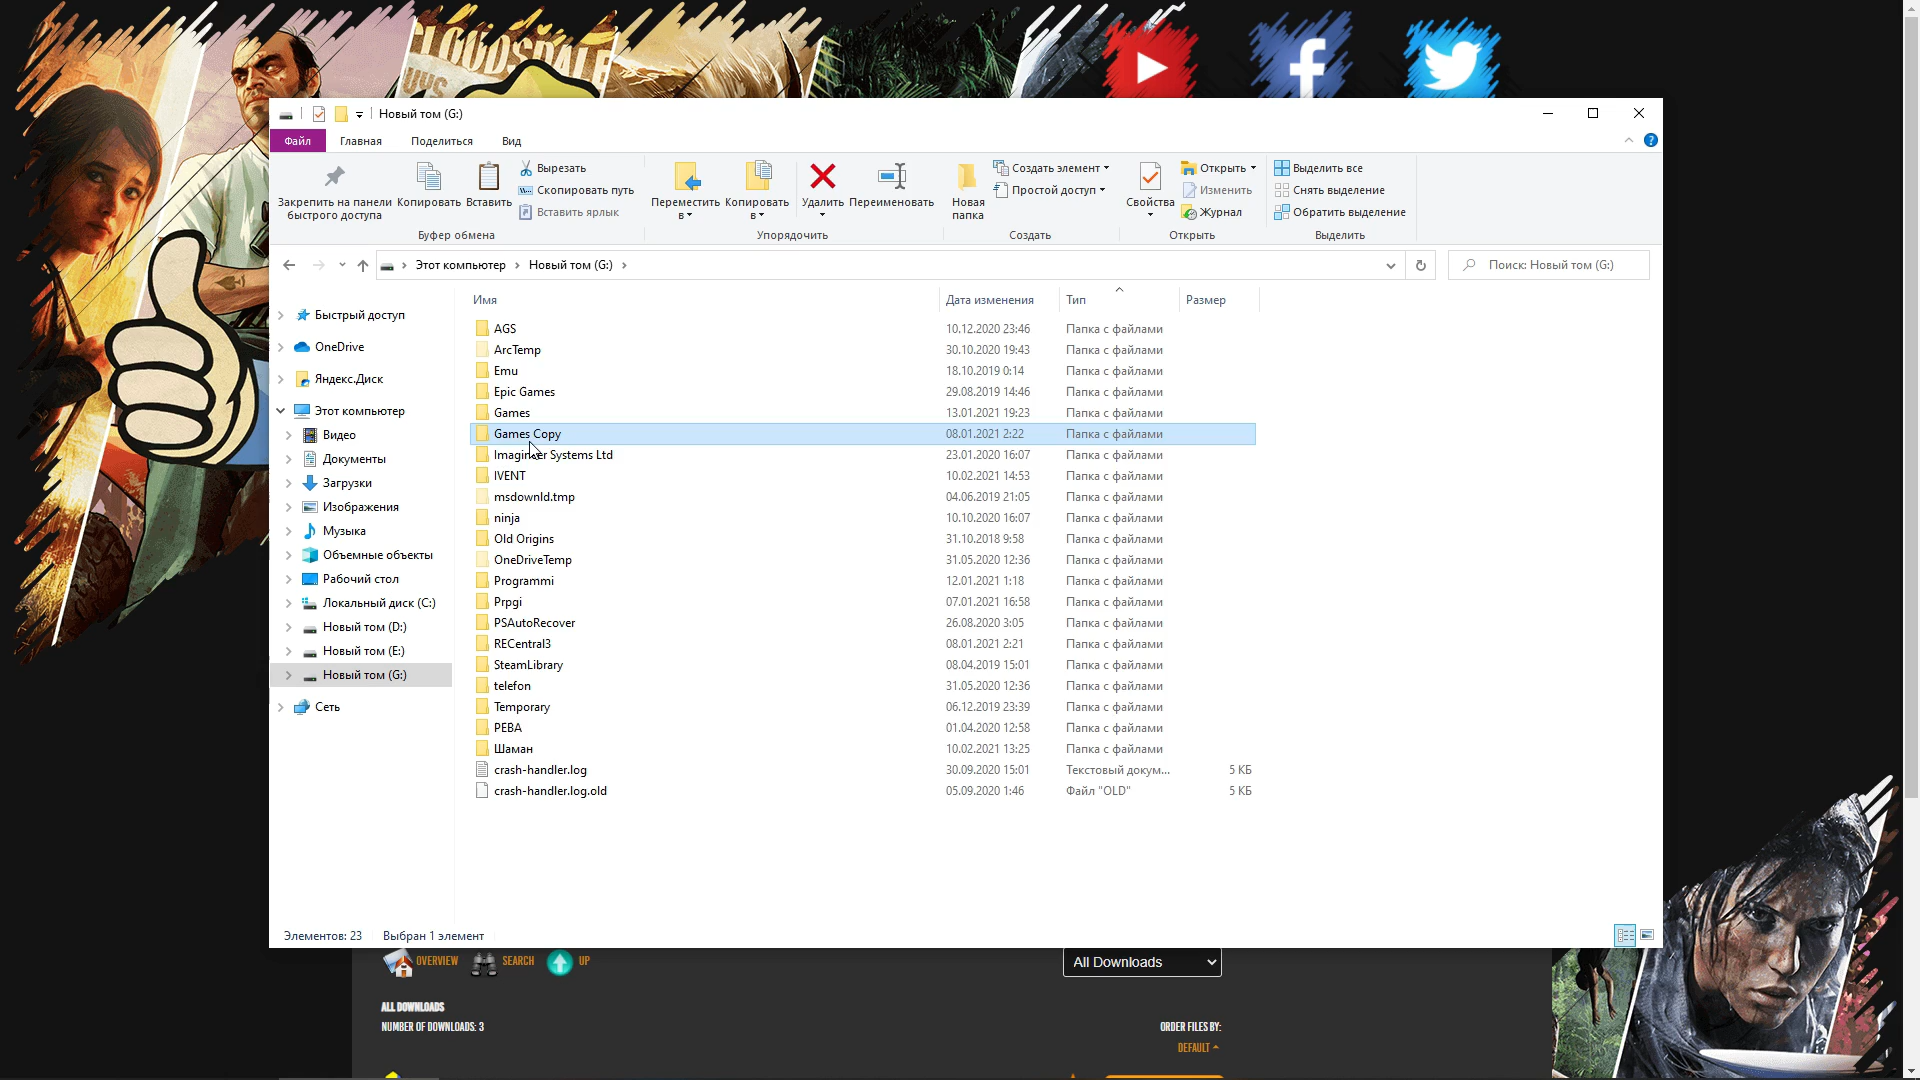 CLOUDSDALE
Новый том (G:)
Файл Главная Поделиться Вид
Закрепить на панели быстрого доступа
Копировать
Вставить
Вырезать
Скопировать путь
Вставить ярлык
Буфер обмена
Переместить в
Копировать в
Удалить
Переименовать
Упорядочить
Новая папка
Создать элемент
Простой доступ
Создать
Свойства
Открыть
Изменить
Журнал
Открыть
Выделить все
Снять выделение
Обратить выделение
Выделить
Этот компьютер › Новый том (G:) ›
Поиск: Новый том (G:)
Быстрый доступ
OneDrive
Яндекс.Диск
Этот компьютер
Видео
Документы
Загрузки
Изображения
Музыка
Объемные объекты
Рабочий стол
Локальный диск (C:)
Новый том (D:)
Новый том (E:)
Новый том (G:)
Сеть
Имя Дата изменения Тип Размер
AGS 10.12.2020 23:46 Папка с файлами
ArcTemp 30.10.2020 19:43 Папка с файлами
Emu 18.10.2019 0:14 Папка с файлами
Epic Games 29.08.2019 14:46 Папка с файлами
Games 13.01.2021 19:23 Папка с файлами
Games Copy 08.01.2021 2:22 Папка с файлами
Systems Ltd 23.01.2020 16:07 Папка с файлами
IVENT 10.02.2021 14:53 Папка с файлами
msdownld.tmp 04.06.2019 21:05 Папка с файлами
ninja 10.10.2020 16:07 Папка с файлами
Old Origins 31.10.2018 9:58 Папка с файлами
OneDriveTemp 31.05.2020 12:36 Папка с файлами
Programmi 12.01.2021 1:18 Папка с файлами
Prpgi 07.01.2021 16:58 Папка с файлами
PSAutoRecover 26.08.2020 3:05 Папка с файлами
RECentral3 08.01.2021 2:21 Папка с файлами
SteamLibrary 08.04.2019 15:01 Папка с файлами
telefon 31.05.2020 12:36 Папка с файлами
Temporary 06.12.2019 23:39 Папка с файлами
РЕВА 01.04.2020 12:58 Папка с файлами
Шаман 10.02.2021 13:25 Папка с файлами
crash-handler.log 30.09.2020 15:01 Текстовый докум... 5 КБ
crash-handler.log.old 05.09.2020 1:46 Файл "OLD" 5 КБ
Элементов: 23 Выбран 1 элемент
OVERVIEW SEARCH UP
All Downloads
ALL DOWNLOADS
NUMBER OF DOWNLOADS: 3
ORDER FILES BY:
DEFAULT